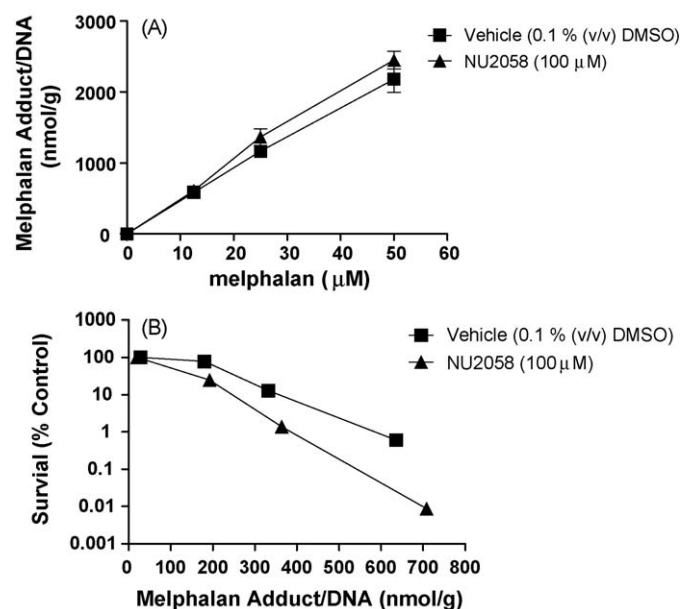 (A)
Vehicle (0.1 % (v/v) DMSO)
NU2058 (100 μM)
Melphalan Adduct/DNA
(nmol/g)
3000
2000
1000
0
0 10 20 30 40 50 60
melphalan (μM)
(B)
Vehicle (0.1 % (v/v) DMSO)
NU2058 (100 μM)
Survial (% Control)
1000
100
10
1
0.1
0.01
0.001
0 100 200 300 400 500 600 700 800
Melphalan Adduct/DNA (nmol/g)